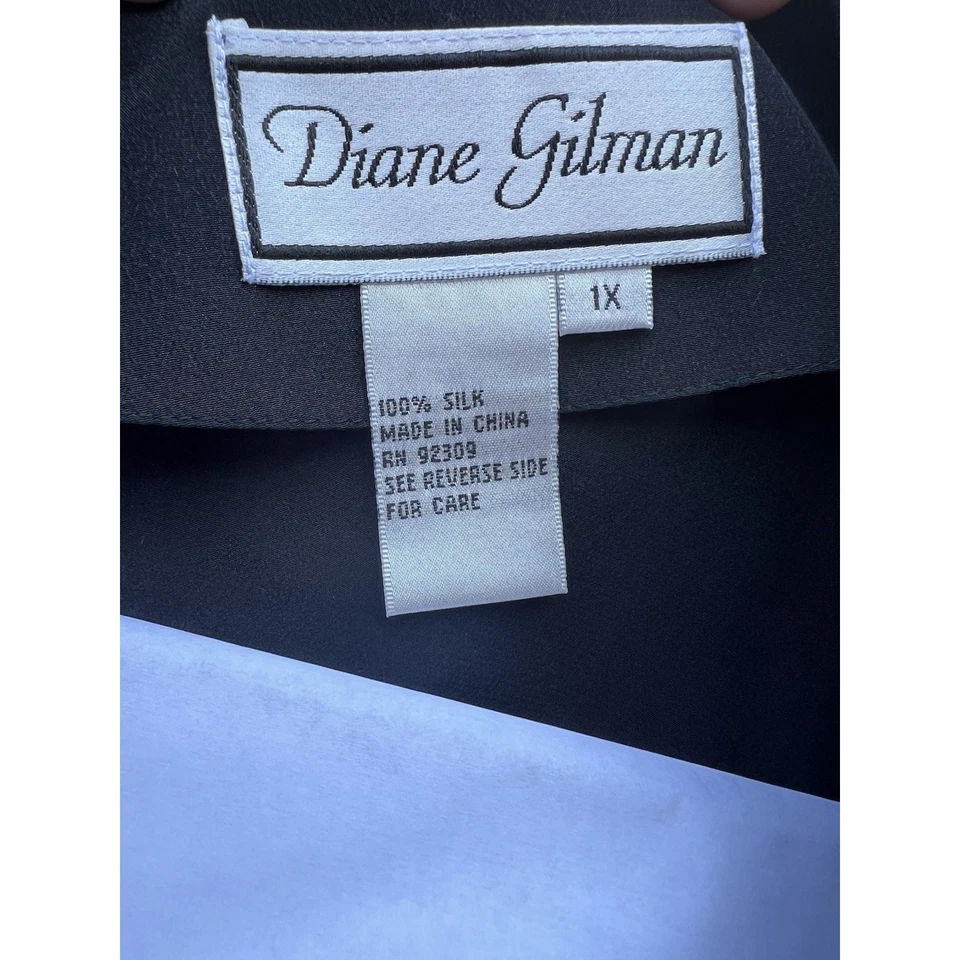 Diane Gilman
1X
100% SILK
MADE IN CHINA
RN 92309
SEE REVERSE SIDE
FOR CARE